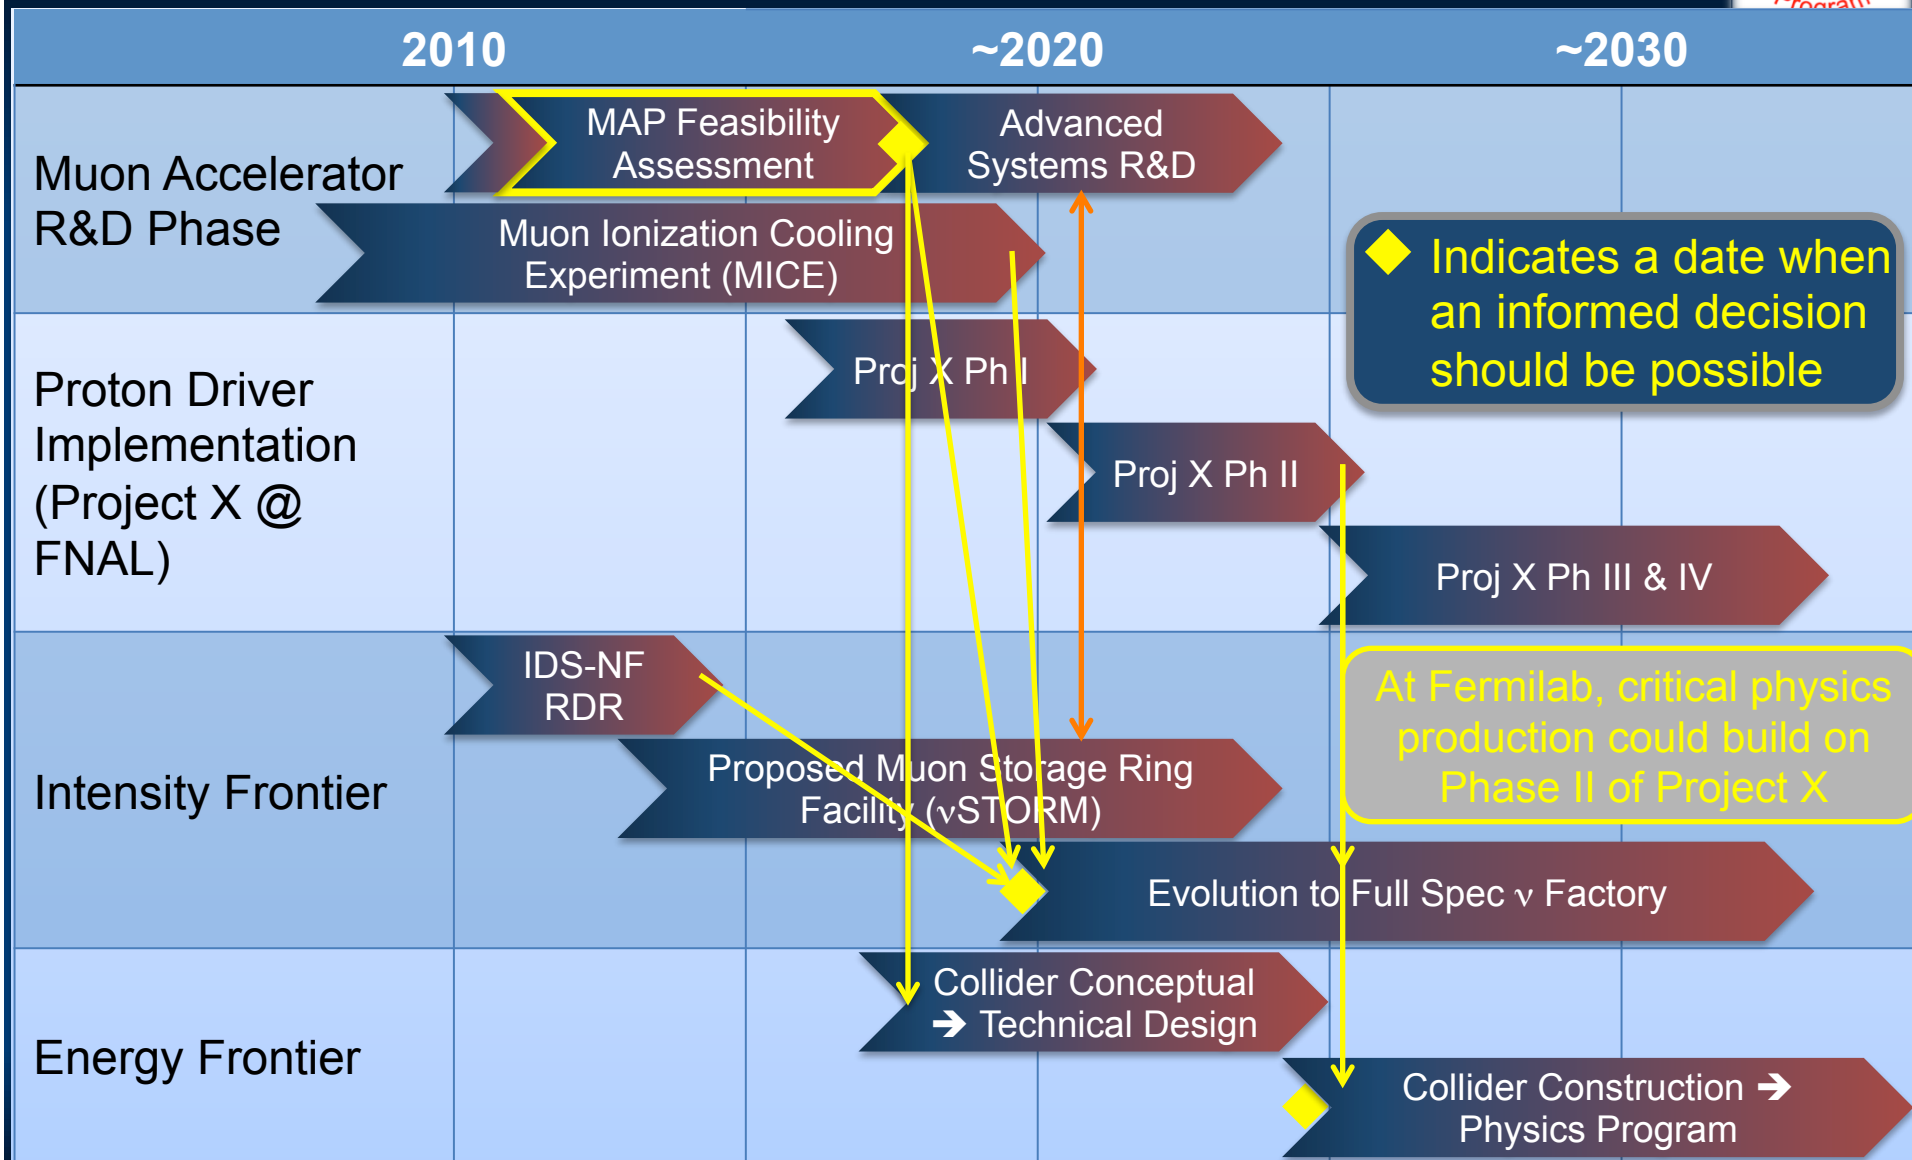 Program
2010
~2020
~2030
Muon Accelerator
R&D Phase
MAP Feasibility
Assessment
Advanced
Systems R&D
Muon Ionization Cooling
Experiment (MICE)
◆ Indicates a date when
an informed decision
should be possible
Proton Driver
Implementation
(Project X @
FNAL)
Proj X Ph I
Proj X Ph II
Proj X Ph III & IV
Intensity Frontier
IDS-NF
RDR
At Fermilab, critical physics
production could build on
Phase II of Project X
Proposed Muon Storage Ring
Facility (νSTORM)
Evolution to Full Spec ν Factory
Energy Frontier
Collider Conceptual
➔ Technical Design
Collider Construction ➔
Physics Program